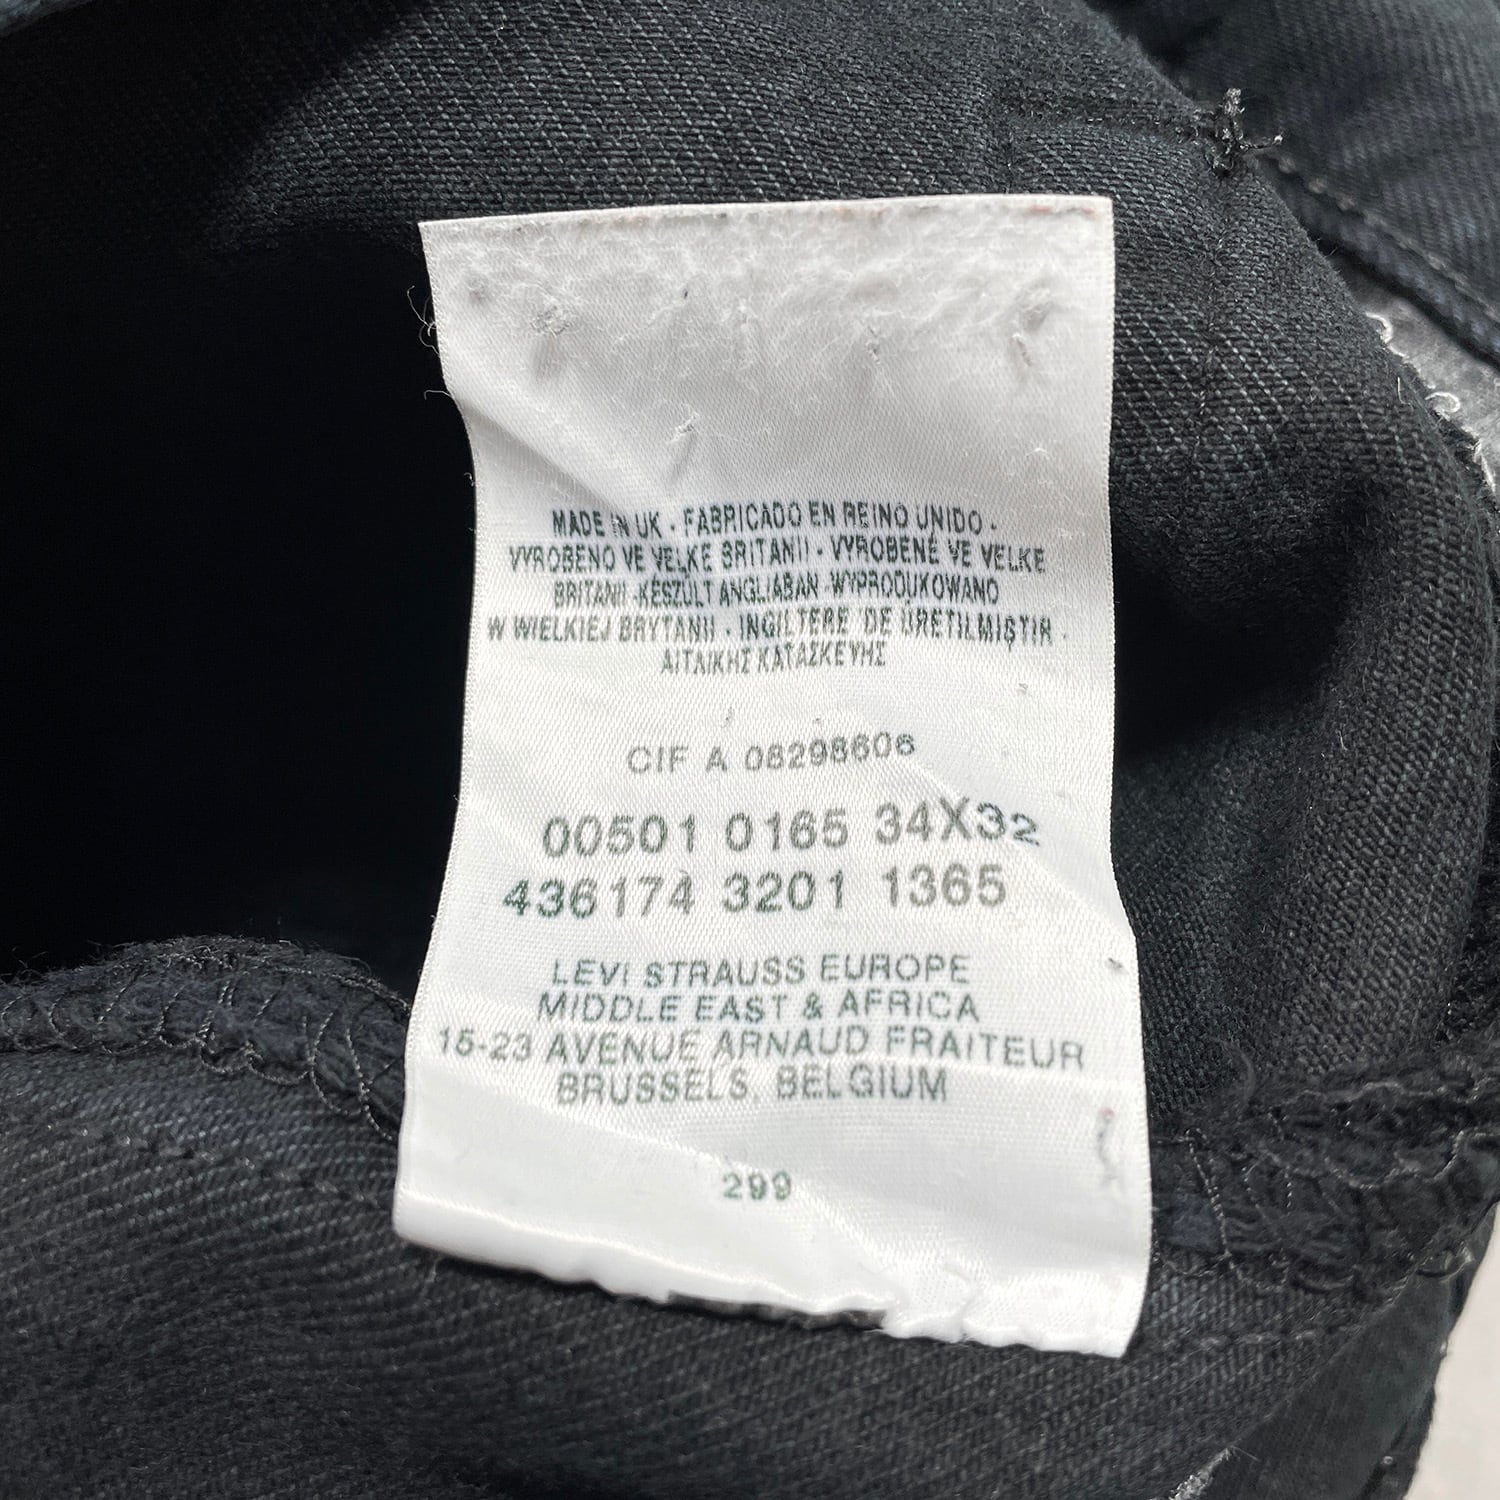 MADE IN UK · FABRICADO EN REINO UNIDO ·
VYROBENO VE VELKE BRITANII · VYROBENÉ VE VELKE
BRITANII · KÉSZÜLT ANGLIÁBAN · WYPRODUKOWANO
W WIELKIEJ BRYTANII · INGILTERE 'DE ÜRETILMIŞTIR ·
ΑΓΓΛΙΚΗΣ ΚΑΤΑΣΚΕΥΗΣ
CIF A 08298606
00501 0165 34X32
436174 3201 1365
LEVI STRAUSS EUROPE
MIDDLE EAST & AFRICA
15-23 AVENUE ARNAUD FRAITEUR
BRUSSELS, BELGIUM
299